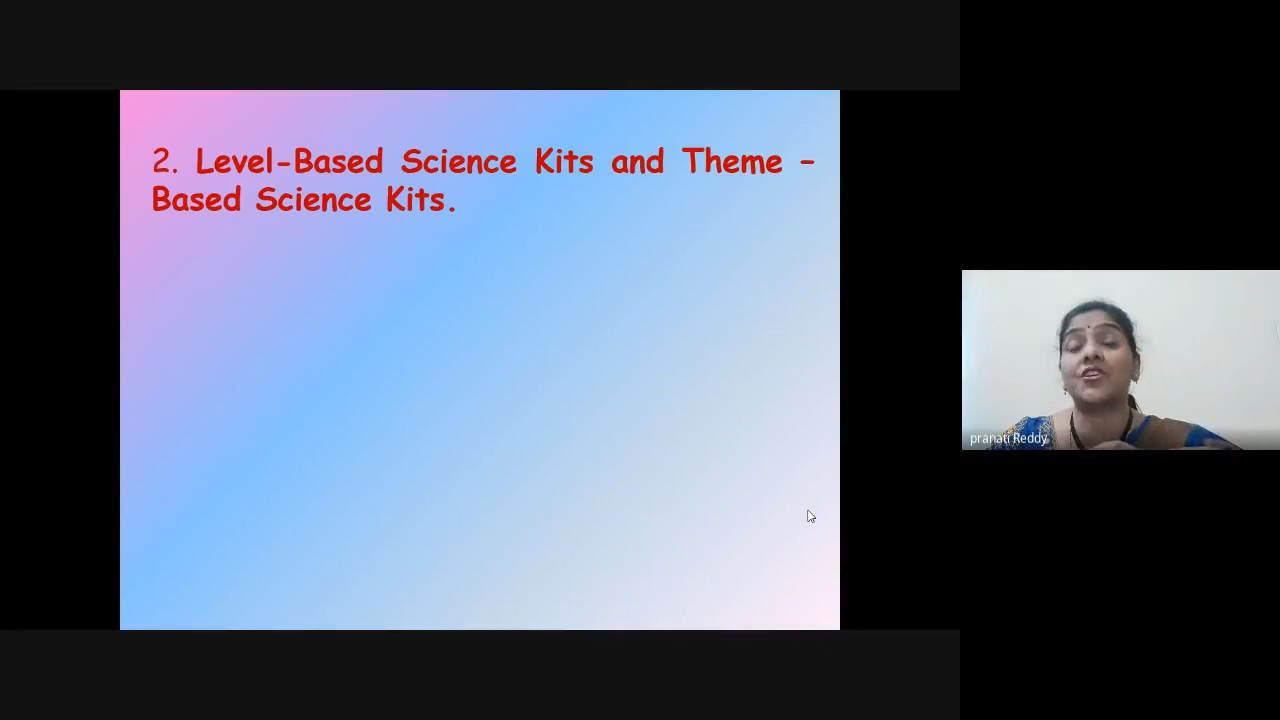 2. Level-Based Science Kits and Theme –
Based Science Kits.
pranati Reddy